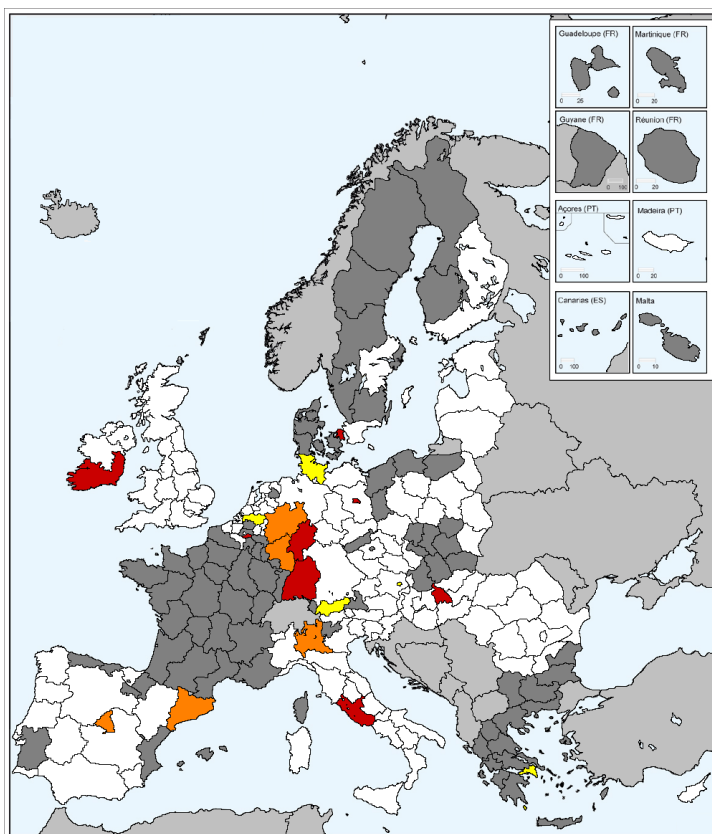 Guadeloupe (FR)
Martinique (FR)
0 25
0 20
Guyane (FR)
Réunion (FR)
0 100
0 20
Açores (PT)
Madeira (PT)
0 100
0 20
Canarias (ES)
Malta
0 100
0 10